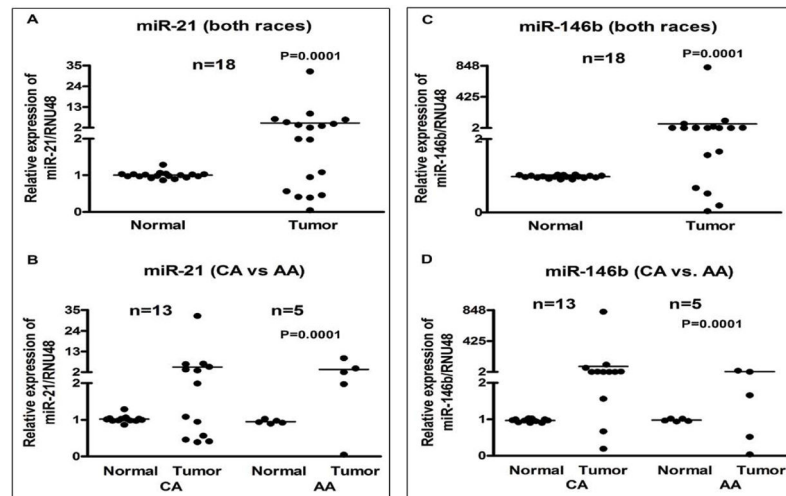 A
miR-21 (both races)
Relative expression of
miR-21/RNU48
35
24
13
2
2
1
0
n=18
P=0.0001
Normal
Tumor
B
miR-21 (CA vs AA)
Relative expression of
miR-21/RNU48
35
24
13
2
2
1
0
n=13
n=5
P=0.0001
Normal Tumor Normal Tumor
CA AA
C
miR-146b (both races)
Relative expression of
miR-146b/RNU48
848
425
2
2
1
0
n=18
P=0.0001
Normal
Tumor
D
miR-146b (CA vs. AA)
Relative expression of
miR-146b/RNU48
848
425
2
2
1
0
n=13
n=5
P=0.0001
Normal Tumor Normal Tumor
CA AA